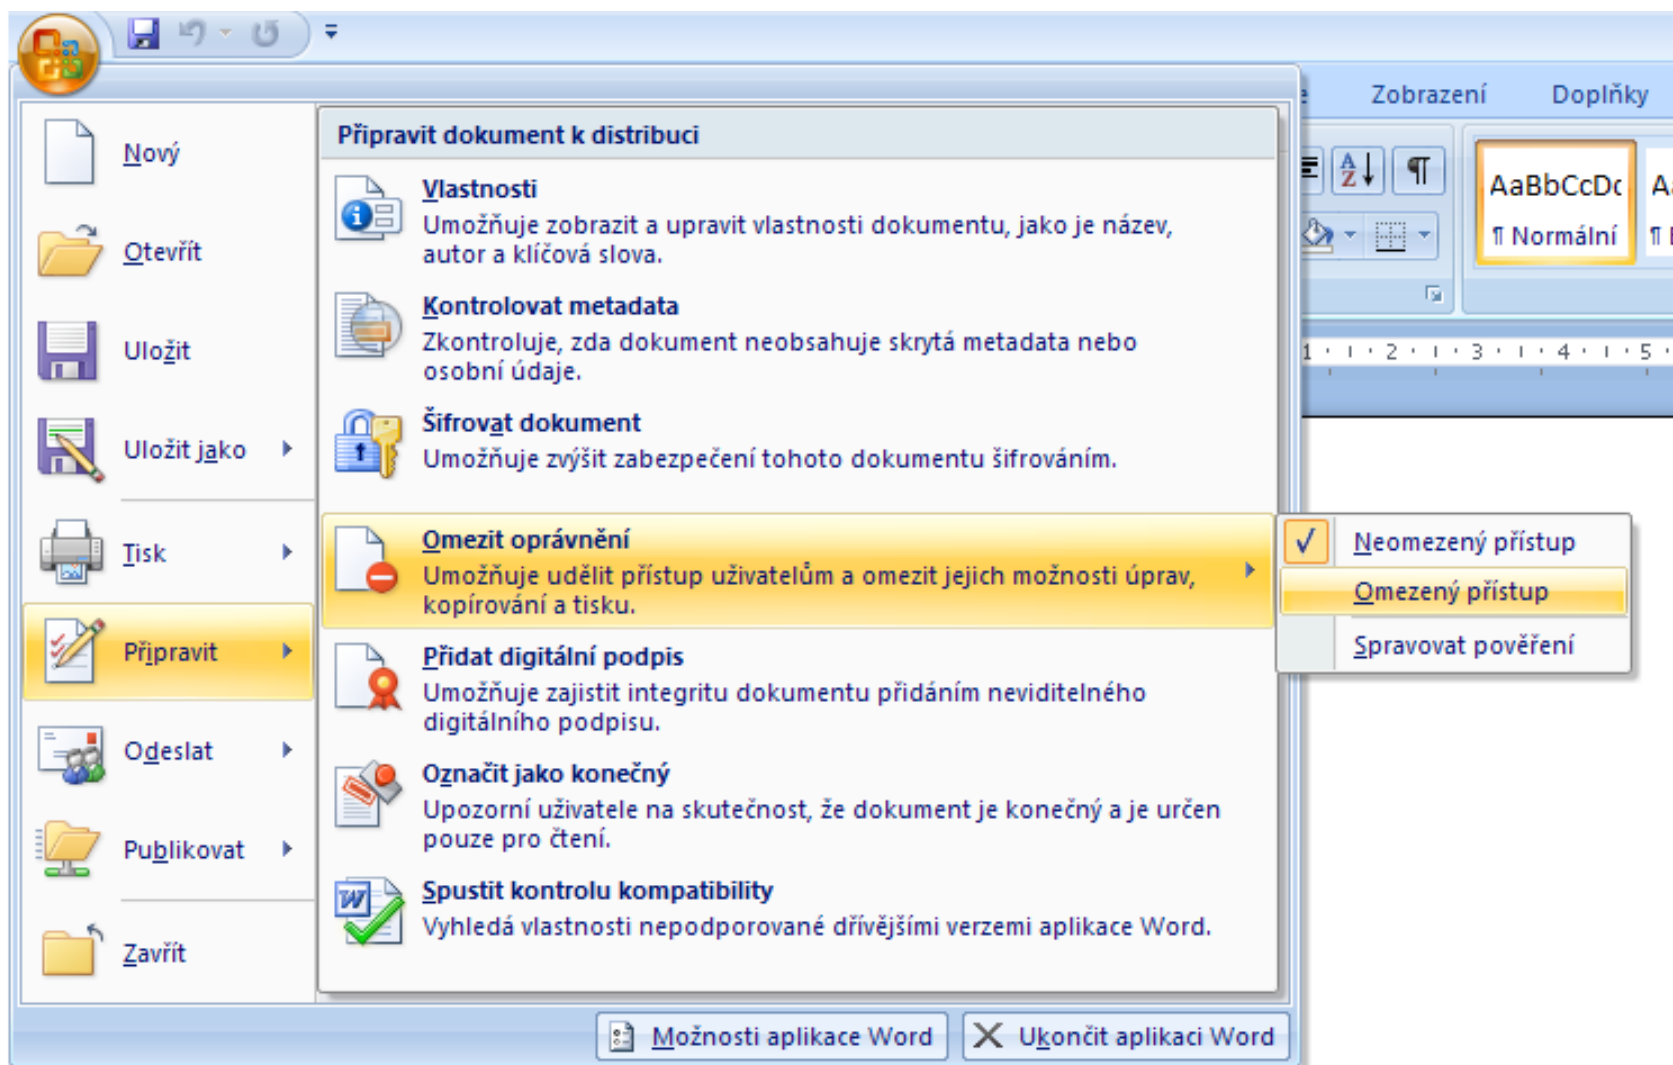 Zobrazení
Doplňky
Nový
Otevřít
Uložit
Uložit jako
Tisk
Připravit
Odeslat
Publikovat
Zavřít
Připravit dokument k distribuci
Vlastnosti
Umožňuje zobrazit a upravit vlastnosti dokumentu, jako je název,
autor a klíčová slova.
Kontrolovat metadata
Zkontroluje, zda dokument neobsahuje skrytá metadata nebo
osobní údaje.
Šifrovat dokument
Umožňuje zvýšit zabezpečení tohoto dokumentu šifrováním.
Omezit oprávnění
Umožňuje udělit přístup uživatelům a omezit jejich možnosti úprav,
kopírování a tisku.
Přidat digitální podpis
Umožňuje zajistit integritu dokumentu přidáním neviditelného
digitálního podpisu.
Označit jako konečný
Upozorní uživatele na skutečnost, že dokument je konečný a je určen
pouze pro čtení.
Spustit kontrolu kompatibility
Vyhledá vlastnosti nepodporované dřívějšími verzemi aplikace Word.
Neomezený přístup
Omezený přístup
Spravovat pověření
AaBbCcDc
¶ Normální
1 2 3 4 5
Možnosti aplikace Word
Ukončit aplikaci Word